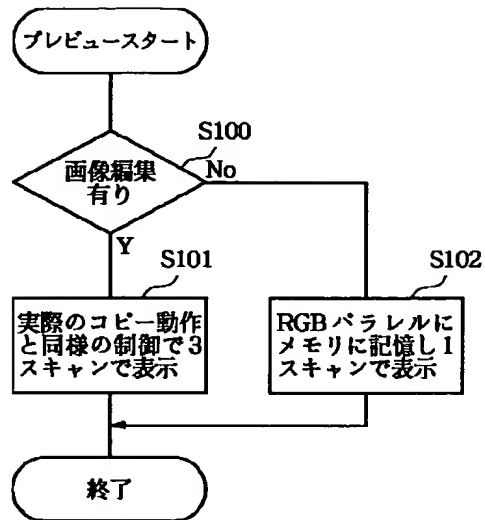 プレビュースタート
S100
画像編集
有り
No
Y
S101
実際のコピー動作
と同様の制御で3
スキャンで表示
S102
RGBパラレルに
メモリに記憶し1
スキャンで表示
終了